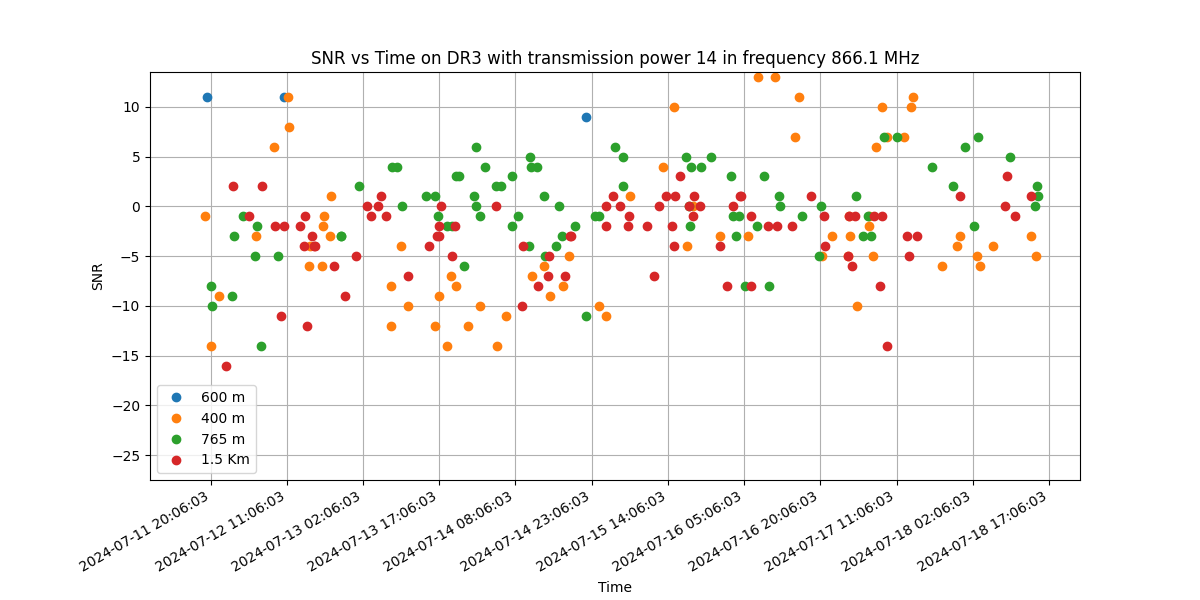 SNR vs Time on DR3 with transmission power 14 in frequency 866.1 MHz
10
5
0
−5
−10
−15
−20
−25
SNR
600 m
400 m
765 m
1.5 Km
2024-07-11 20:06:03
2024-07-12 11:06:03
2024-07-13 02:06:03
2024-07-13 17:06:03
2024-07-14 08:06:03
2024-07-14 23:06:03
2024-07-15 14:06:03
2024-07-16 05:06:03
2024-07-16 20:06:03
2024-07-17 11:06:03
2024-07-18 02:06:03
2024-07-18 17:06:03
Time